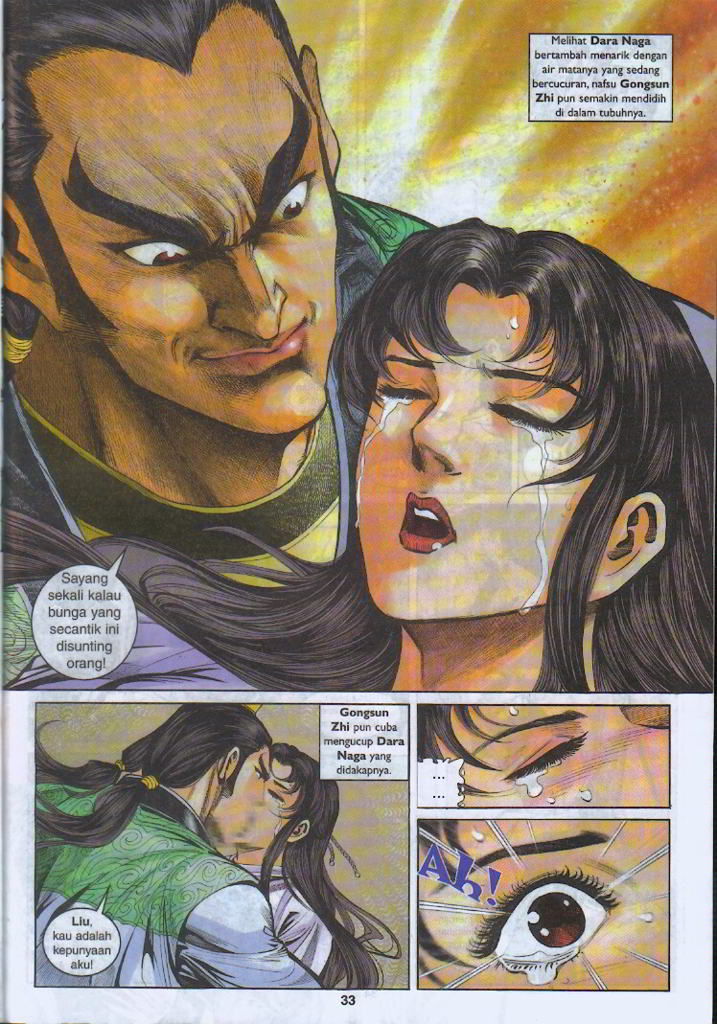 Melihat Dara Naga
bertambah menarik dengan
air matanya yang sedang
bercucuran, nafsu Gongsun
Zhi pun semakin mendidih
di dalam tubuhnya.
Sayang
sekali kalau
bunga yang
secantik ini
disunting
orang!
Gongsun
Zhi pun cuba
mengucup Dara
Naga yang
didakapnya.
Liu,
kau adalah
kepunyaan
aku!
...
...
Ah!
33